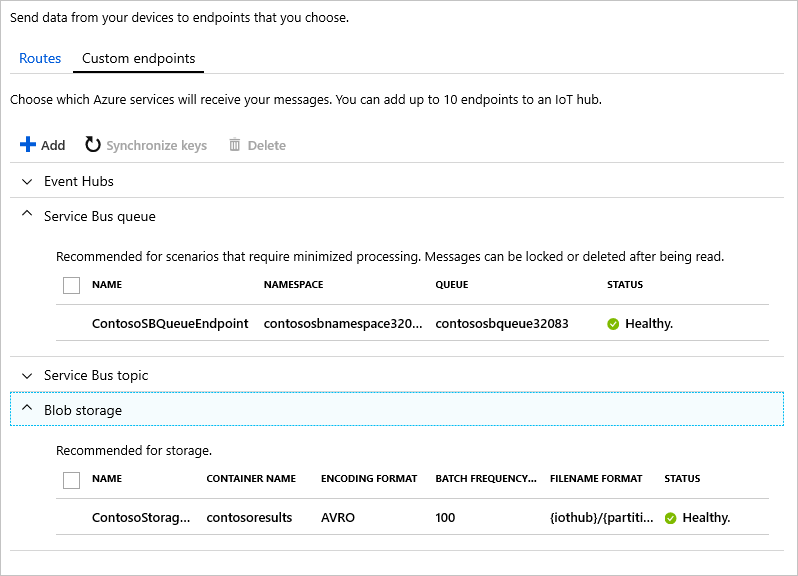 Send data from your devices to endpoints that you choose.
Routes Custom endpoints
Choose which Azure services will receive your messages. You can add up to 10 endpoints to an IoT hub.
Add Synchronize keys Delete
Event Hubs
Service Bus queue
Recommended for scenarios that require minimized processing. Messages can be locked or deleted after being read.
NAME NAMESPACE QUEUE STATUS
ContosoSBQueueEndpoint contososbnamespace320... contososbqueue32083 Healthy.
Service Bus topic
Blob storage
Recommended for storage.
NAME CONTAINER NAME ENCODING FORMAT BATCH FREQUENCY... FILENAME FORMAT STATUS
ContosoStorag... contosoresults AVRO 100 {iothub}/{partiti... Healthy.